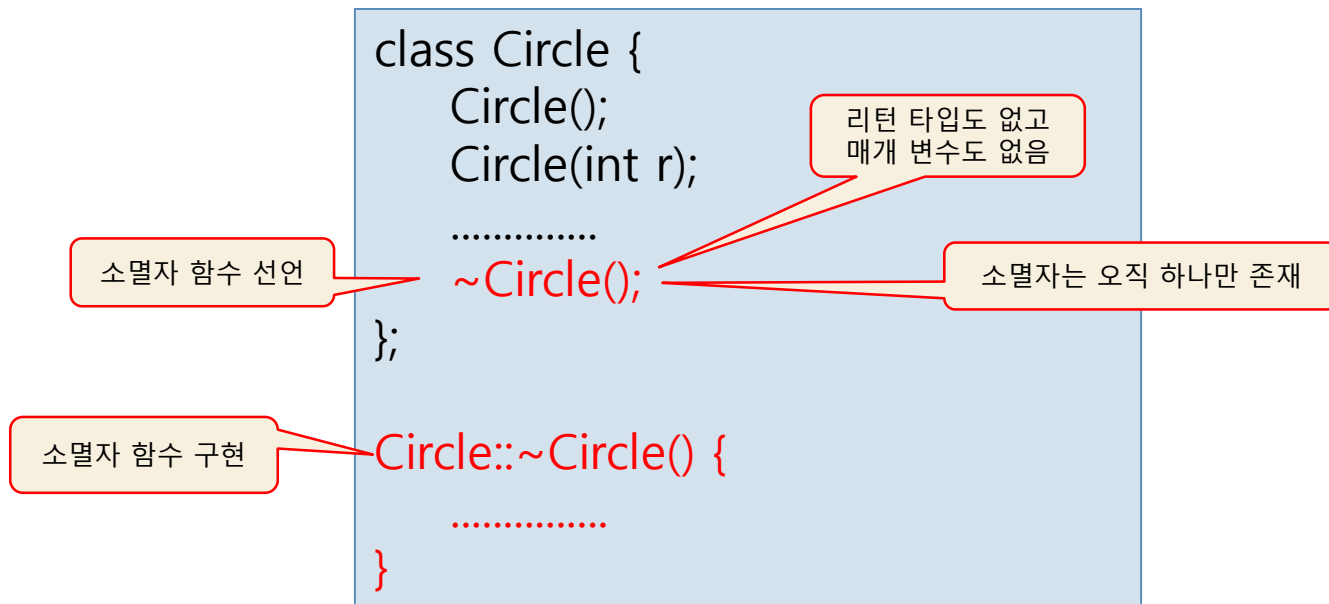 class Circle {
Circle();
Circle(int r);
리턴 타입도 없고
매개 변수도 없음
..............
소멸자 함수 선언
~Circle();
소멸자는 오직 하나만 존재
};
소멸자 함수 구현
Circle::~Circle() {
...............
}